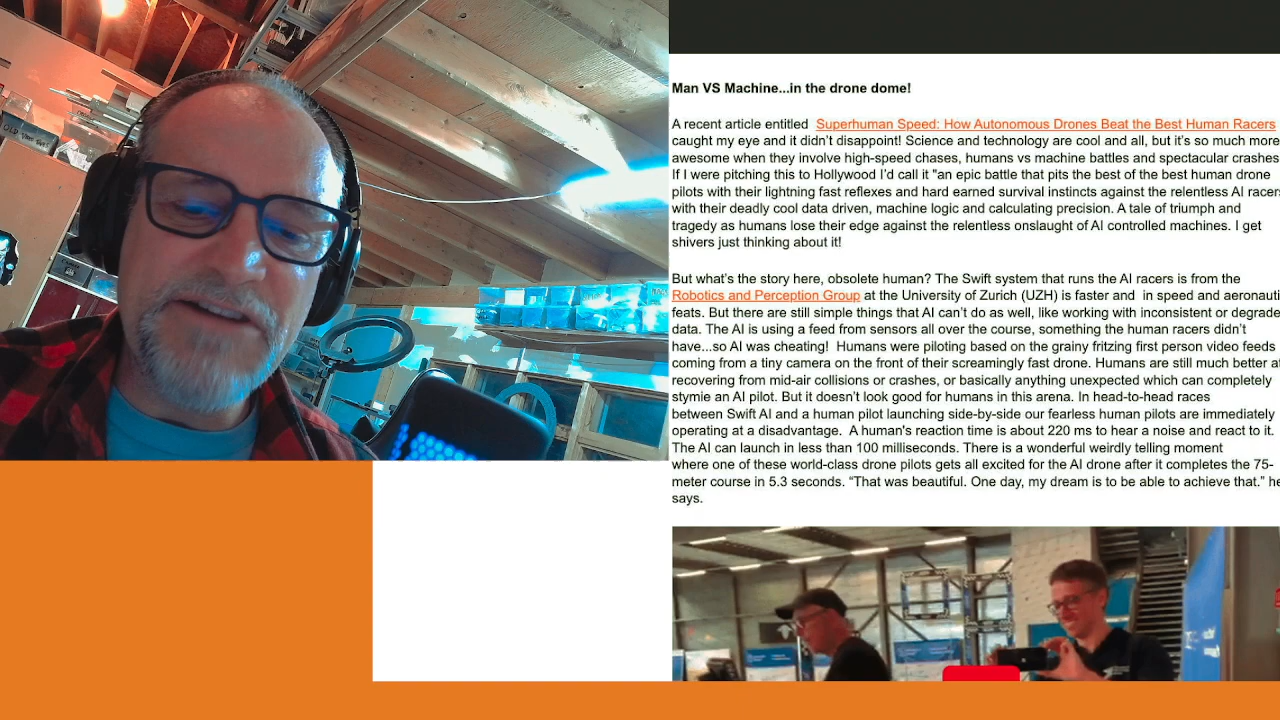 OLD
Man VS Machine...in the drone dome!
A recent article entitled Superhuman Speed: How Autonomous Drones Beat the Best Human Racers
caught my eye and it didn't disappoint! Science and technology are cool and all, but it's so much more
awesome when they involve high-speed chases, humans vs machine battles and spectacular crashes
If I were pitching this to Hollywood I'd call it "an epic battle that pits the best of the best human drone
pilots with their lightning fast reflexes and hard earned survival instincts against the relentless AI racers
with their deadly cool data driven, machine logic and calculating precision. A tale of triumph and
tragedy as humans lose their edge against the relentless onslaught of AI controlled machines. I get
shivers just thinking about it!
But what's the story here, obsolete human? The Swift system that runs the AI racers is from the
Robotics and Perception Group at the University of Zurich (UZH) is faster and in speed and aeronauti
feats. But there are still simple things that AI can't do as well, like working with inconsistent or degrade
data. The AI is using a feed from sensors all over the course, something the human racers didn't
have...so AI was cheating! Humans were piloting based on the grainy fritzing first person video feeds
coming from a tiny camera on the front of their screamingly fast drone. Humans are still much better at
recovering from mid-air collisions or crashes, or basically anything unexpected which can completely
stymie an AI pilot. But it doesn't look good for humans in this arena. In head-to-head races
between Swift AI and a human pilot launching side-by-side our fearless human pilots are immediately
operating at a disadvantage. A human's reaction time is about 220 ms to hear a noise and react to it.
The AI can launch in less than 100 milliseconds. There is a wonderful weirdly telling moment
where one of these world-class drone pilots gets all excited for the AI drone after it completes the 75-
meter course in 5.3 seconds. “That was beautiful. One day, my dream is to be able to achieve that.” he
says.